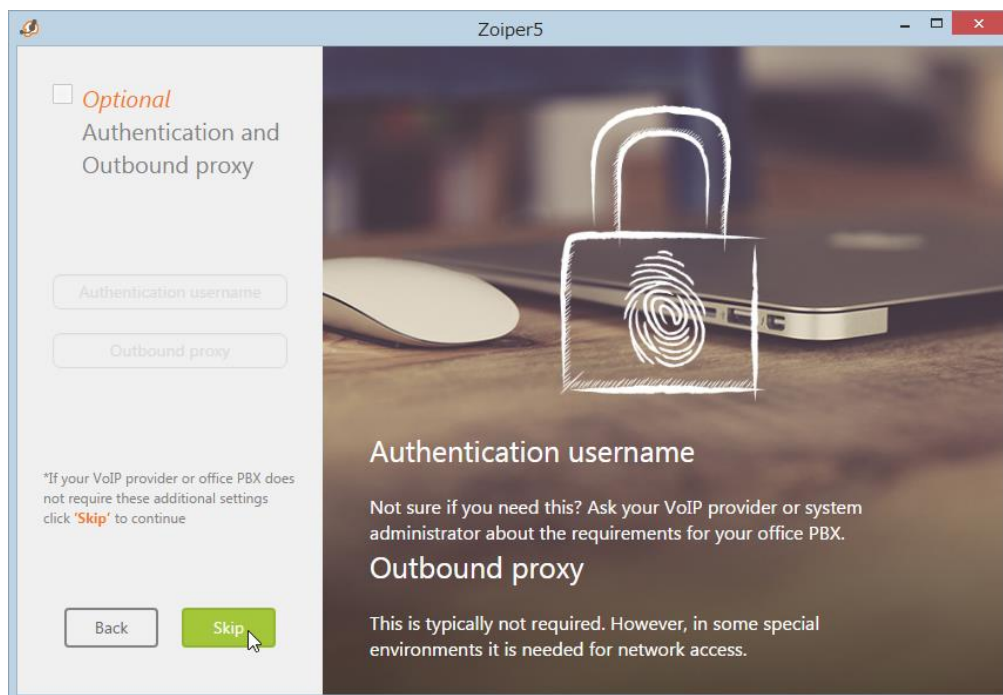 Zoiper5
Optional
Authentication and
Outbound proxy
Authentication username
Outbound proxy
*If your VoIP provider or office PBX does
not require these additional settings
click 'Skip' to continue
Back
Skip
Authentication username
Not sure if you need this? Ask your VoIP provider or system
administrator about the requirements for your office PBX.
Outbound proxy
This is typically not required. However, in some special
environments it is needed for network access.